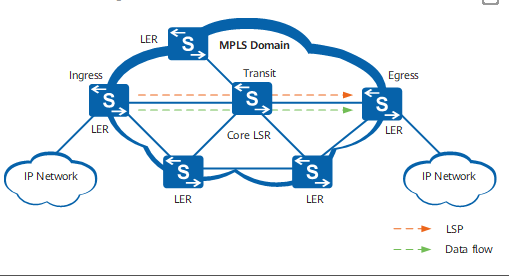 LER
MPLS Domain
Ingress
Transit
Egress
S
S
S
S
LER
Core LSR
LER
IP Network
S
S
IP Network
LER
LER
LSP
Data flow